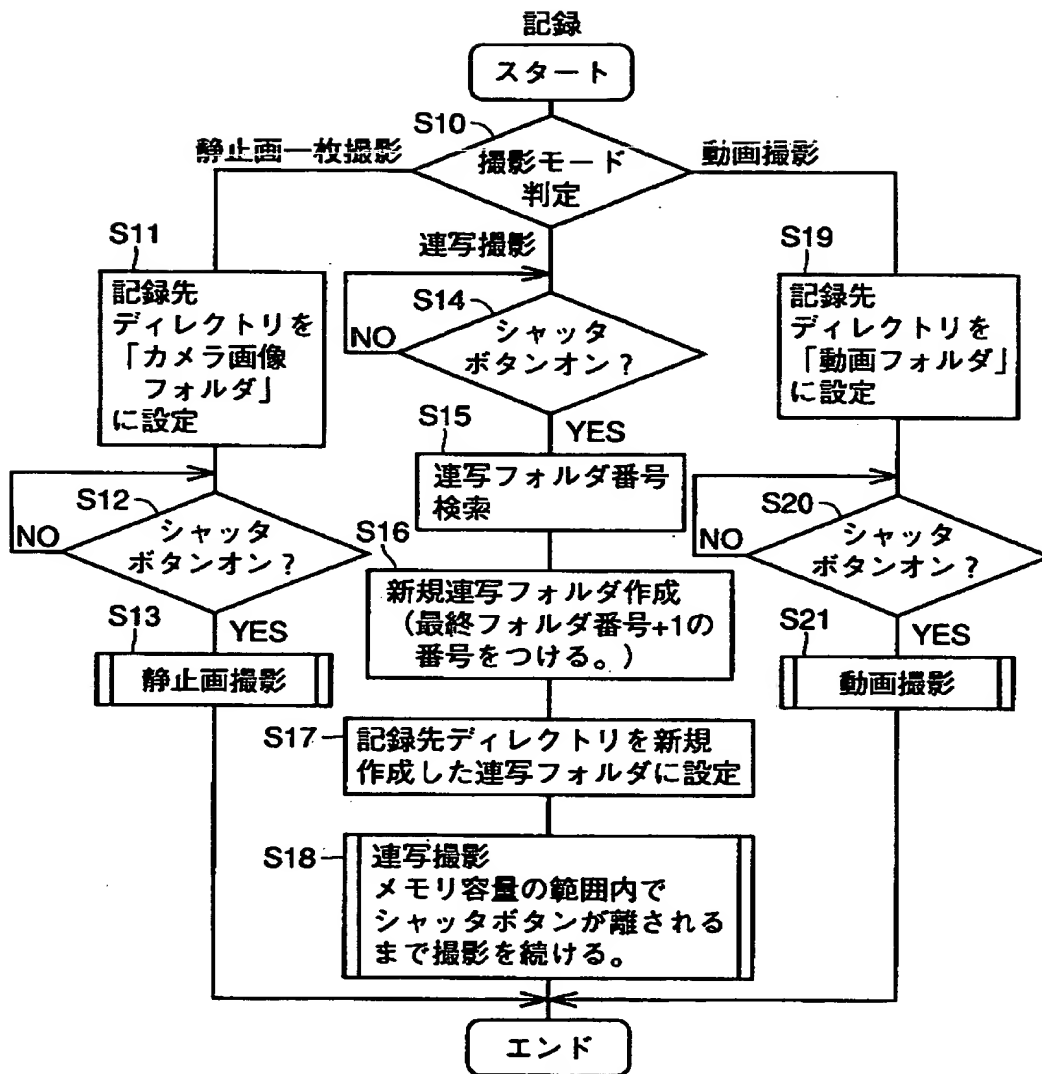 記録
スタート
S10
撮影モード
判定
静止画一枚撮影
動画撮影
連写撮影
S11
記録先
ディレクトリを
「カメラ画像
フォルダ」
に設定
S12
シャッタ
ボタンオン?
NO
YES
S13
静止画撮影
S14
シャッタ
ボタンオン?
NO
YES
S15
連写フォルダ番号
検索
S16
新規連写フォルダ作成
(最終フォルダ番号+1の
番号をつける。)
S17
記録先ディレクトリを新規
作成した連写フォルダに設定
S18
連写撮影
メモリ容量の範囲内で
シャッタボタンが離される
まで撮影を続ける。
S19
記録先
ディレクトリを
「動画フォルダ」
に設定
S20
シャッタ
ボタンオン?
NO
YES
S21
動画撮影
エンド